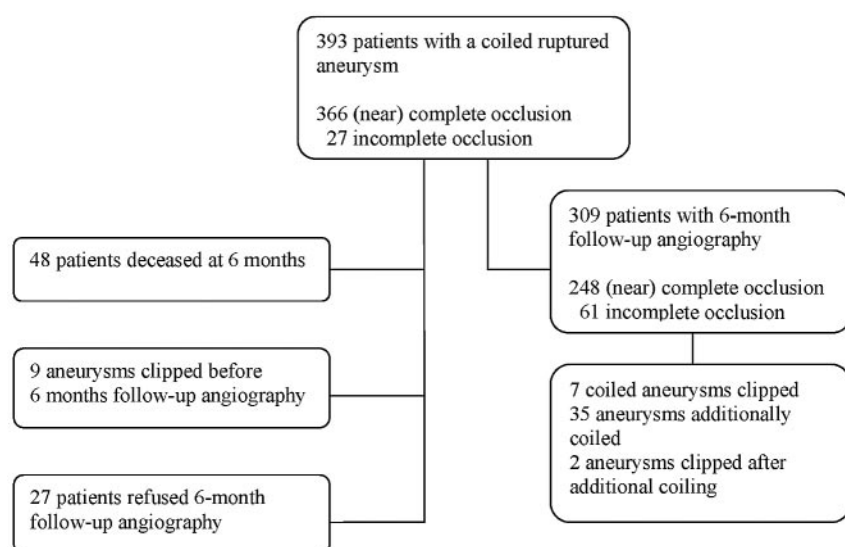 393 patients with a coiled ruptured
aneurysm
366 (near) complete occlusion
27 incomplete occlusion
309 patients with 6-month
follow-up angiography
248 (near) complete occlusion
61 incomplete occlusion
48 patients deceased at 6 months
9 aneurysms clipped before
6 months follow-up angiography
7 coiled aneurysms clipped
35 aneurysms additionally
coiled
2 aneurysms clipped after
additional coiling
27 patients refused 6-month
follow-up angiography